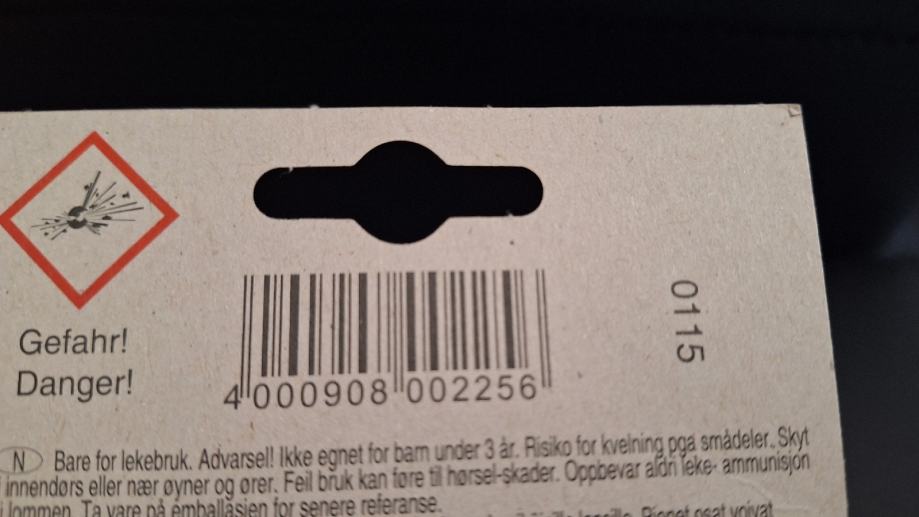 Gefahr!
Danger!
4 000908 002256
0115
N Bare for lekebruk. Advarsel! Ikke egnet for barn under 3 år. Risiko for kvelning pga smådeler. Skyt
innendørs eller nær øyner og ører. Feil bruk kan føre til hørsel-skader. Oppbevar aldri leke- ammunisjon
i lommen. Ta vare på emballasjen for senere referanse.